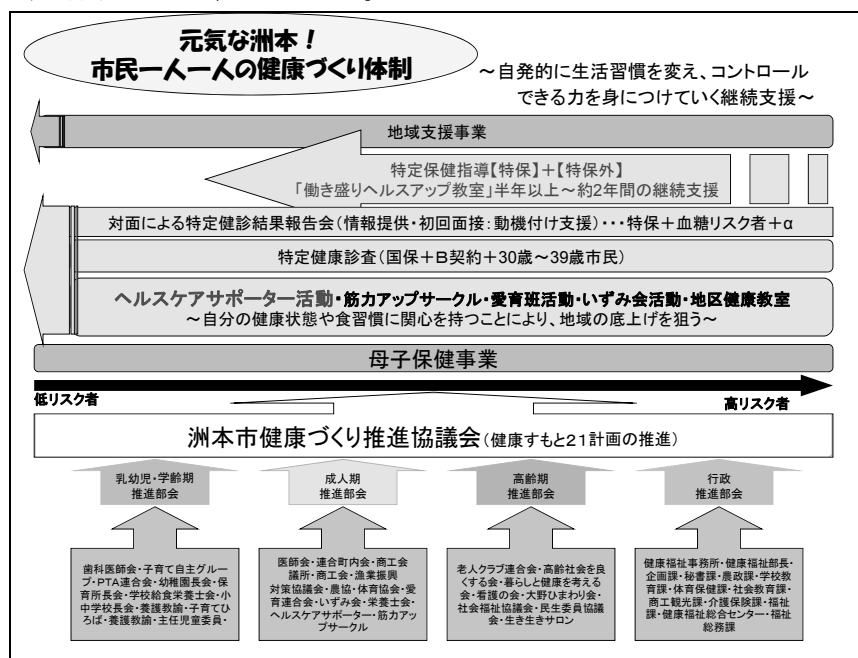 元気な洲本！
市民一人一人の健康づくり体制
～自発的に生活習慣を変え、コントロール
できる力を身につけていく継続支援～
地域支援事業
特定保健指導【特保】＋【特保外】
「働き盛りヘルスアップ教室」半年以上～約2年間の継続支援
対面による特定健診結果報告会（情報提供・初回面接：動機付け支援）・・・特保＋血糖リスク者＋α
特定健康診査（国保＋B契約＋30歳～39歳市民）
ヘルスケアサポーター活動・筋力アップサークル・愛育班活動・いずみ会活動・地区健康教室
～自分の健康状態や食習慣に関心を持つことにより、地域の底上げを狙う～
母子保健事業
低リスク者
高リスク者
洲本市健康づくり推進協議会（健康すもと２１計画の推進）
乳幼児・学齢期
推進部会
成人期
推進部会
高齢期
推進部会
行政
推進部会
歯科医師会・子育て自主グルー
プ・PTA連合会・幼稚園長会・保
育所長会・学校給食栄養士会・小
中学校長会・養護教諭・子育てひ
ろば・養護教諭・主任児童委員・
医師会・連合町内会・商工会
議所・商工会・漁業振興
対策協議会・農協・体育協会・愛
育連合会・いずみ会・栄養士会・
ヘルスケアサポーター・筋力アッ
プサークル
老人クラブ連合会・高齢社会を良
くする会・暮らしと健康を考える
会・看護の会・大野ひまわり会・
社会福祉協議会・民生委員協議
会・生き生きサロン
健康福祉事務所・健康福祉部長・
企画課・秘書課・農政課・学校教
育課・体育保健課・社会教育課・
商工観光課・介護保険課・福祉
課・健康福祉総合センター・福祉
総務課